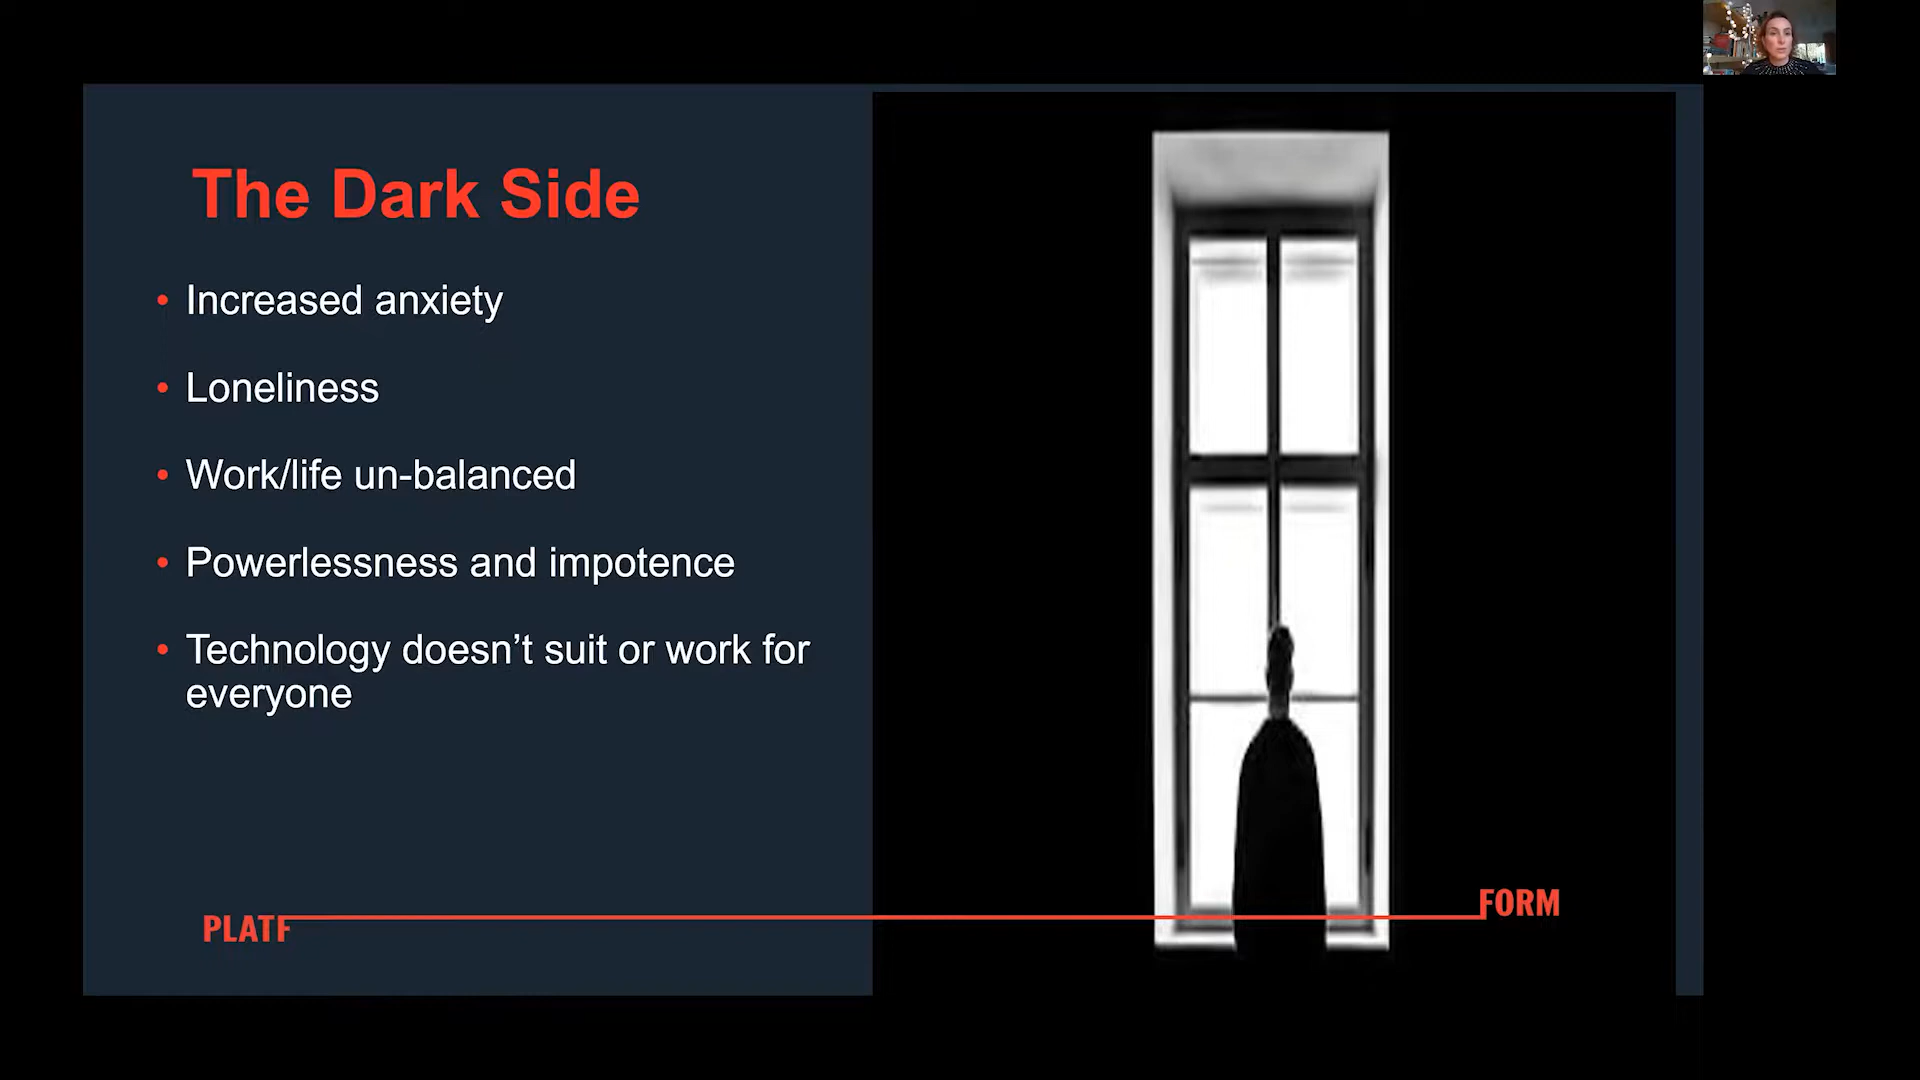 The Dark Side
• Increased anxiety
• Loneliness
• Work/life un-balanced
• Powerlessness and impotence
• Technology doesn’t suit or work for
everyone
PLATF
FORM